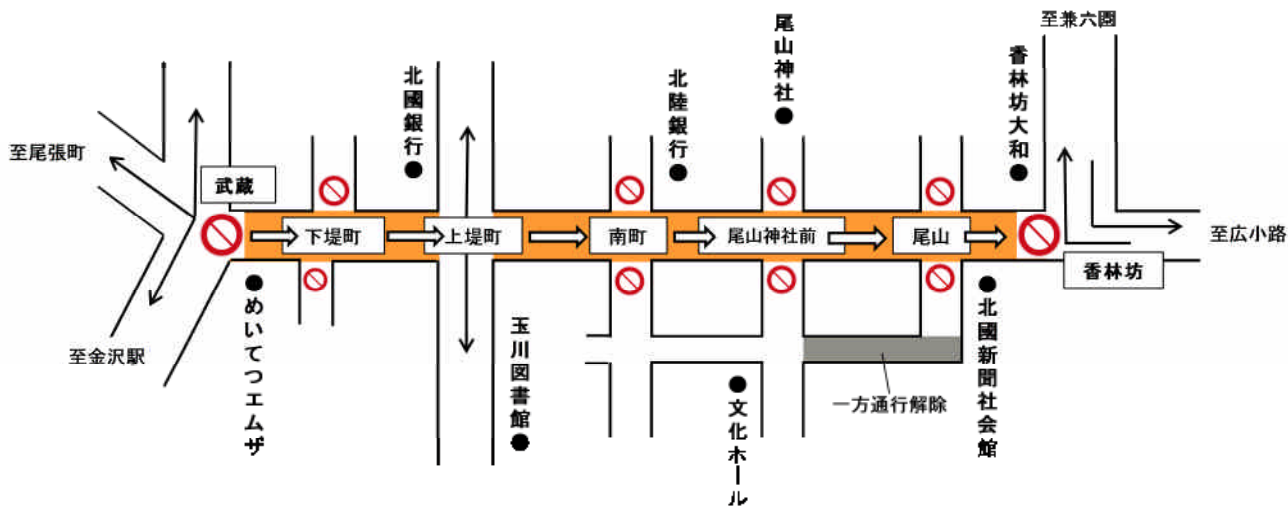 至兼六園
尾山神社
香林坊大和
北國銀行
北陸銀行
至尾張町
武蔵
下堤町
上堤町
南町
尾山神社前
尾山
至広小路
香林坊
至金沢駅
めいてつエムザ
玉川図書館
文化ホール
一方通行解除
北國新聞社会館